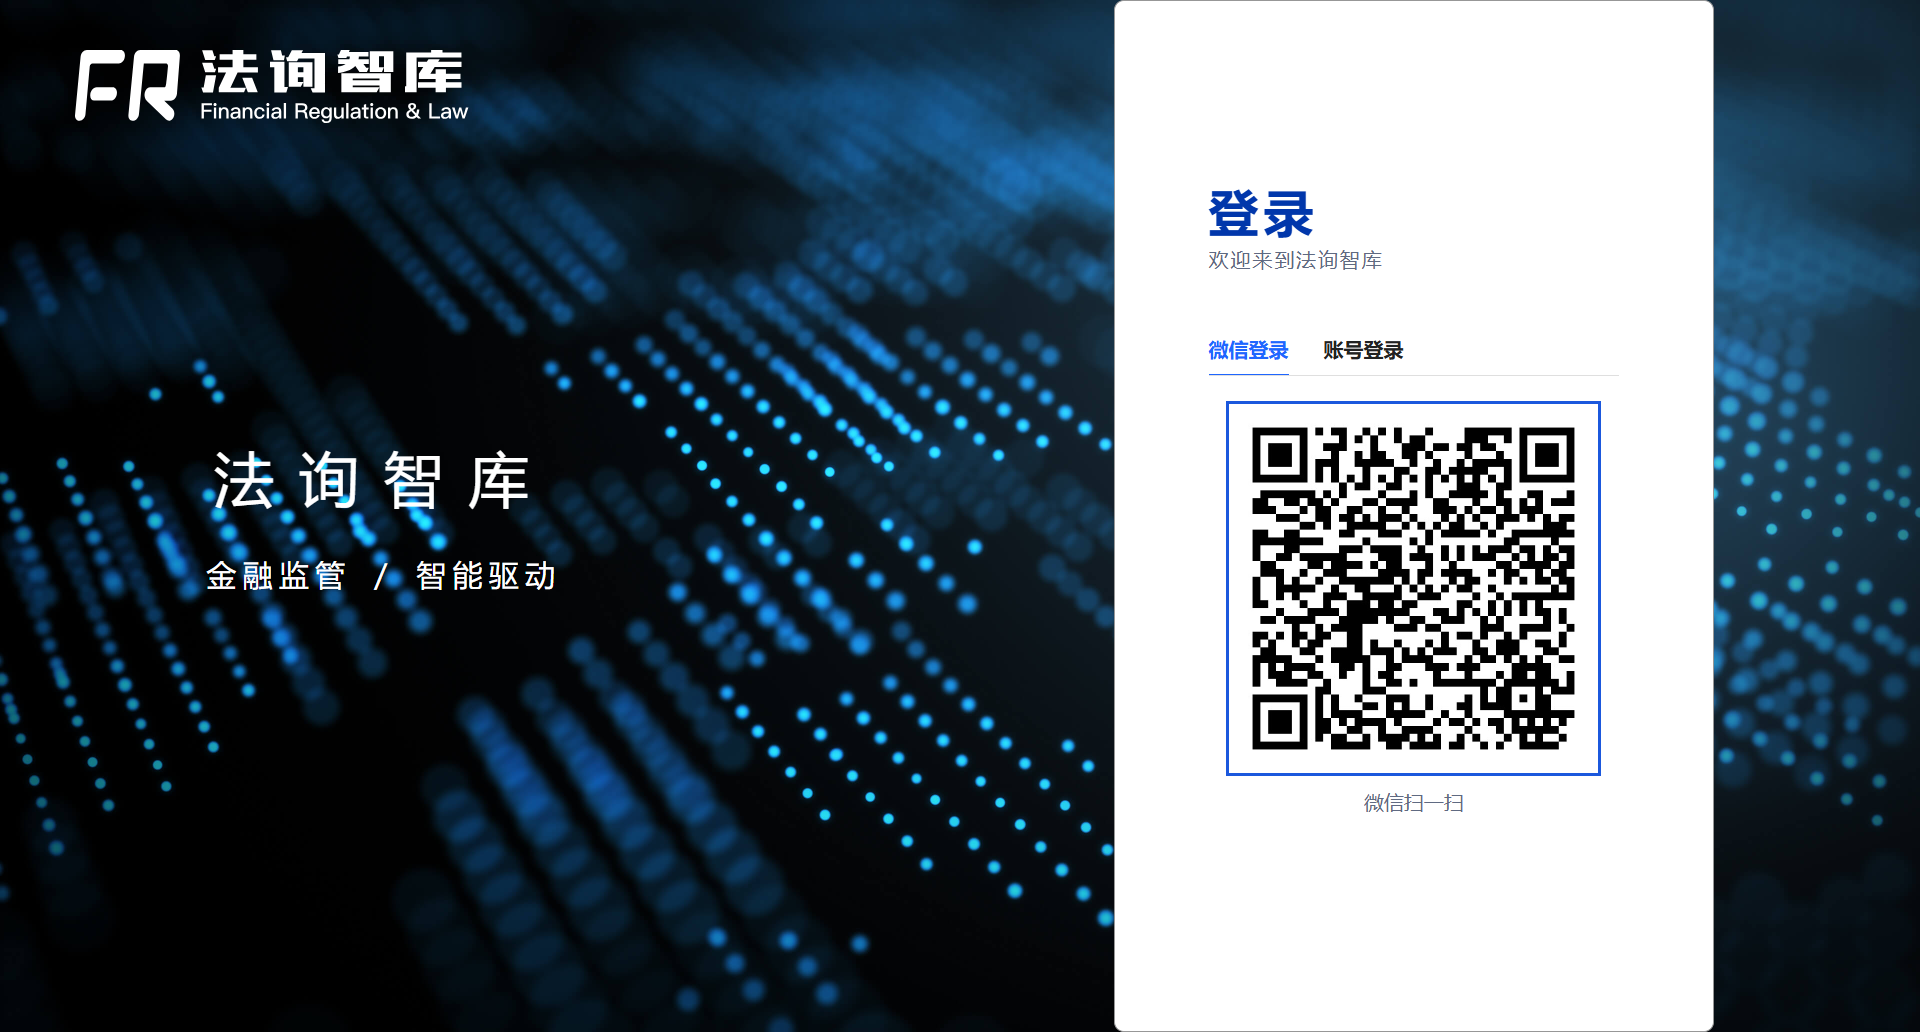 法询智库
Financial Regulation & Law
法询智库
金融监管 / 智能驱动
登录
欢迎来到法询智库
微信登录 账号登录
微信扫一扫